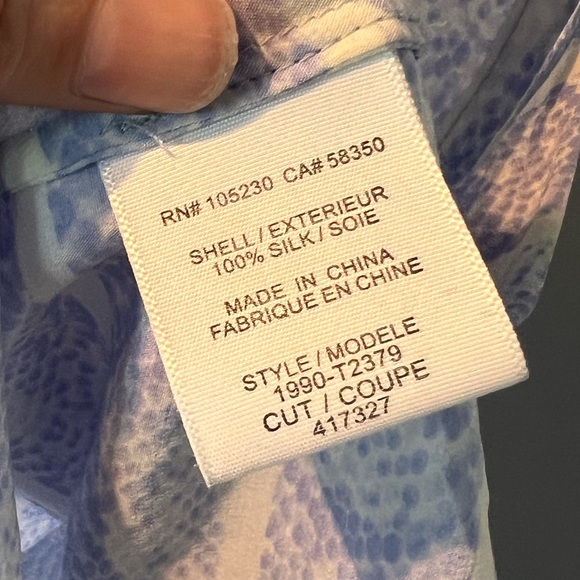 RN# 105230 CA# 58350
SHELL / EXTERIEUR
100% SILK / SOIE
MADE IN CHINA
FABRIQUE EN CHINE
STYLE / MODELE
1990-T2379
CUT / COUPE
417327